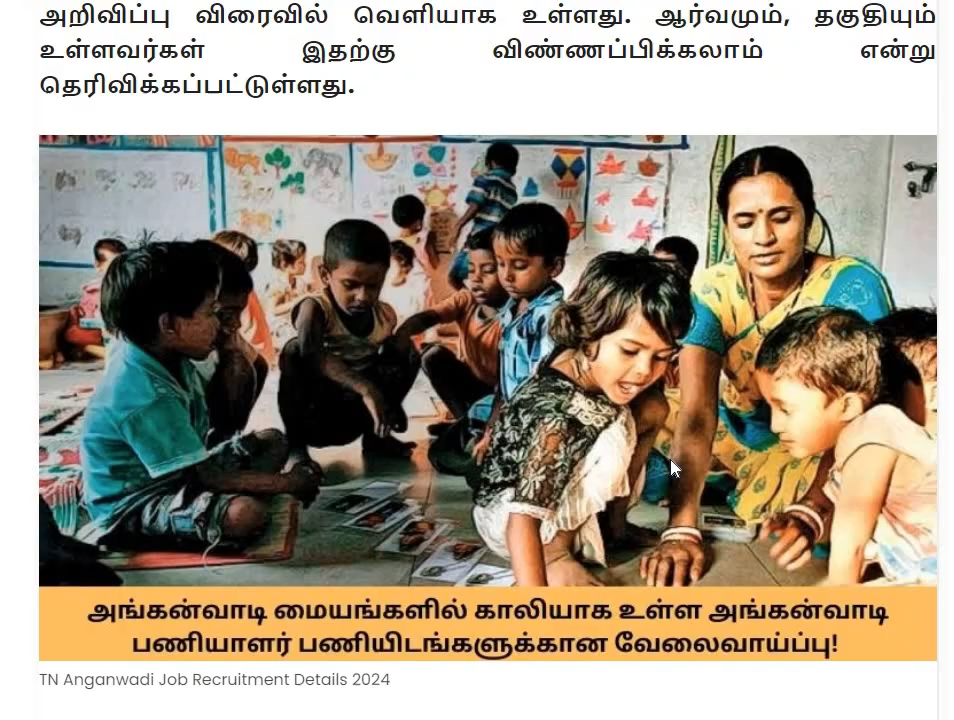 அறிவிப்பு விரைவில் வெளியாக உள்ளது. ஆர்வமும், தகுதியும்
உள்ளவர்கள் இதற்கு விண்ணப்பிக்கலாம் என்று
தெரிவிக்கப்பட்டுள்ளது.
அங்கன்வாடி மையங்களில் காலியாக உள்ள அங்கன்வாடி
பணியாளர் பணியிடங்களுக்கான வேலைவாய்ப்பு!
TN Anganwadi Job Recruitment Details 2024